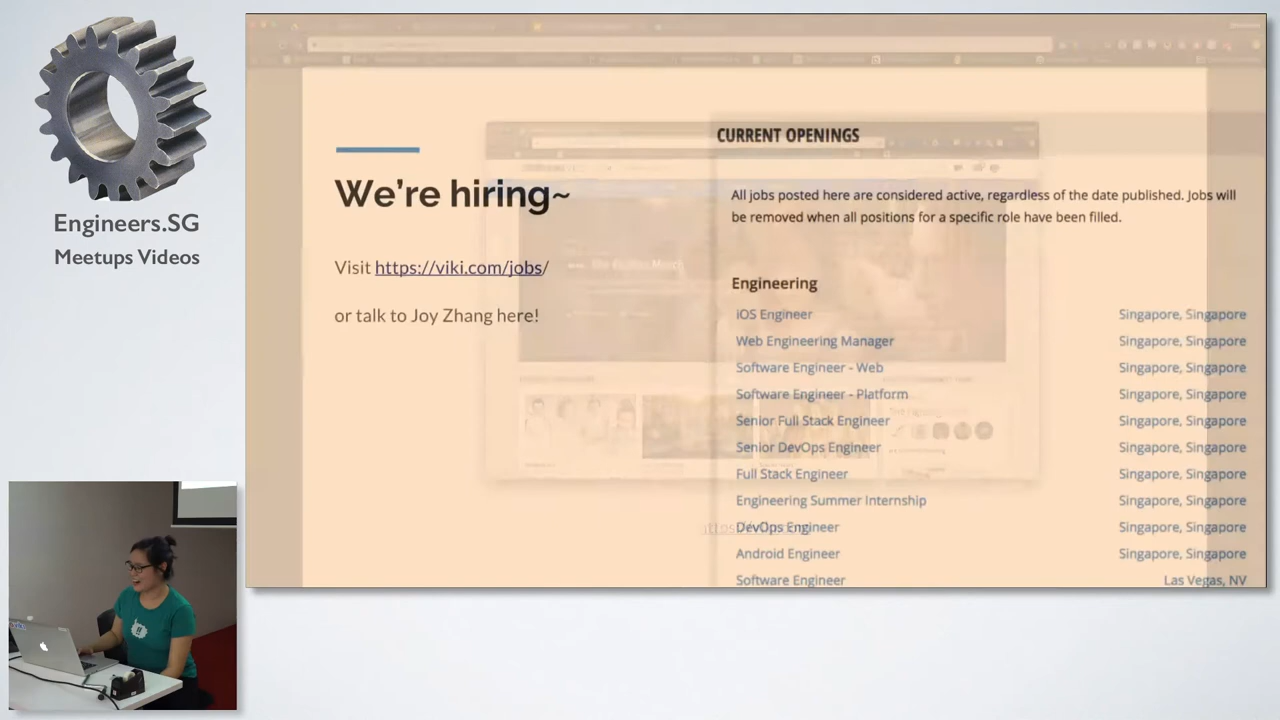 Engineers.SG
Meetups Videos
We're hiring~
Visit https://viki.com/jobs/
or talk to Joy Zhang here!
CURRENT OPENINGS
All jobs posted here are considered active, regardless of the date published. Jobs will
be removed when all positions for a specific role have been filled.
Engineering
iOS Engineer Singapore, Singapore
Web Engineering Manager Singapore, Singapore
Software Engineer - Web Singapore, Singapore
Software Engineer - Platform Singapore, Singapore
Senior Full Stack Engineer Singapore, Singapore
Senior DevOps Engineer Singapore, Singapore
Full Stack Engineer Singapore, Singapore
Engineering Summer Internship Singapore, Singapore
DevOps Engineer Singapore, Singapore
Android Engineer Singapore, Singapore
Software Engineer Las Vegas, NV